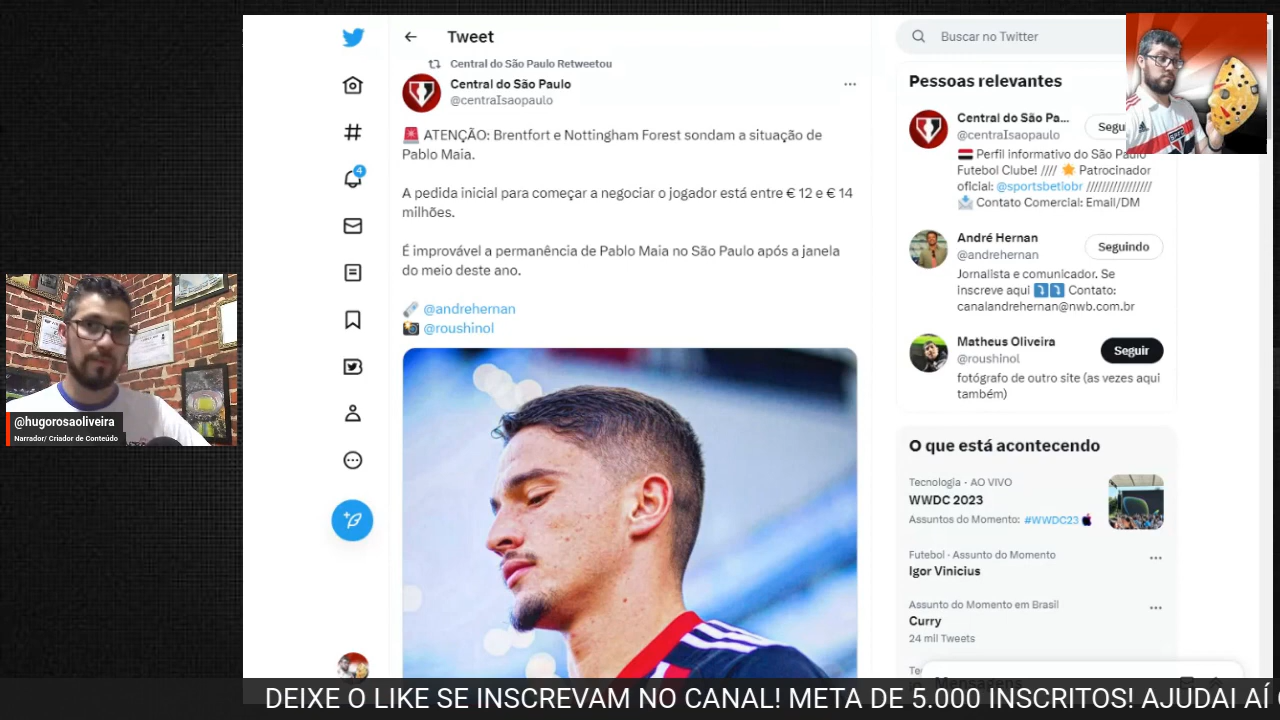 Tweet
Central do São Paulo Retweetou
Central do São Paulo
@centralsaopaulo
🚨 ATENÇÃO: Brentfort e Nottingham Forest sondam a situação de
Pablo Maia.
A pedida inicial para começar a negociar o jogador está entre € 12 e € 14
milhões.
É improvável a permanência de Pablo Maia no São Paulo após a janela
do meio deste ano.
🗞️ @andrehernan
📸 @roushinol
4
Buscar no Twitter
Pessoas relevantes
Central do São Pa...
@centralsaopaulo
Segu
Perfil informativo do São Paulo
Futebol Clube! //// ⭐ Patrocinador
oficial: @sportsbetiobr ////////////////
📩 Contato Comercial: Email/DM
André Hernan
@andrehernan
Seguindo
Jornalista e comunicador. Se
inscreve aqui ⤵️⤵️ Contato:
canalandrehernan@nwb.com.br
Matheus Oliveira
@roushinol
Seguir
fotógrafo de outro site (as vezes aqui
também)
O que está acontecendo
Tecnologia · AO VIVO
WWDC 2023
Assuntos do Momento: #WWDC23
Futebol · Assunto do Momento
Igor Vinicius
Assunto do Momento em Brasil
Curry
24 mil Tweets
Mensagens
@hugorosaoliveira
Narrador/ Criador de Conteúdo
DEIXE O LIKE SE INSCREVAM NO CANAL! META DE 5.000 INSCRITOS! AJUDAI AÍ